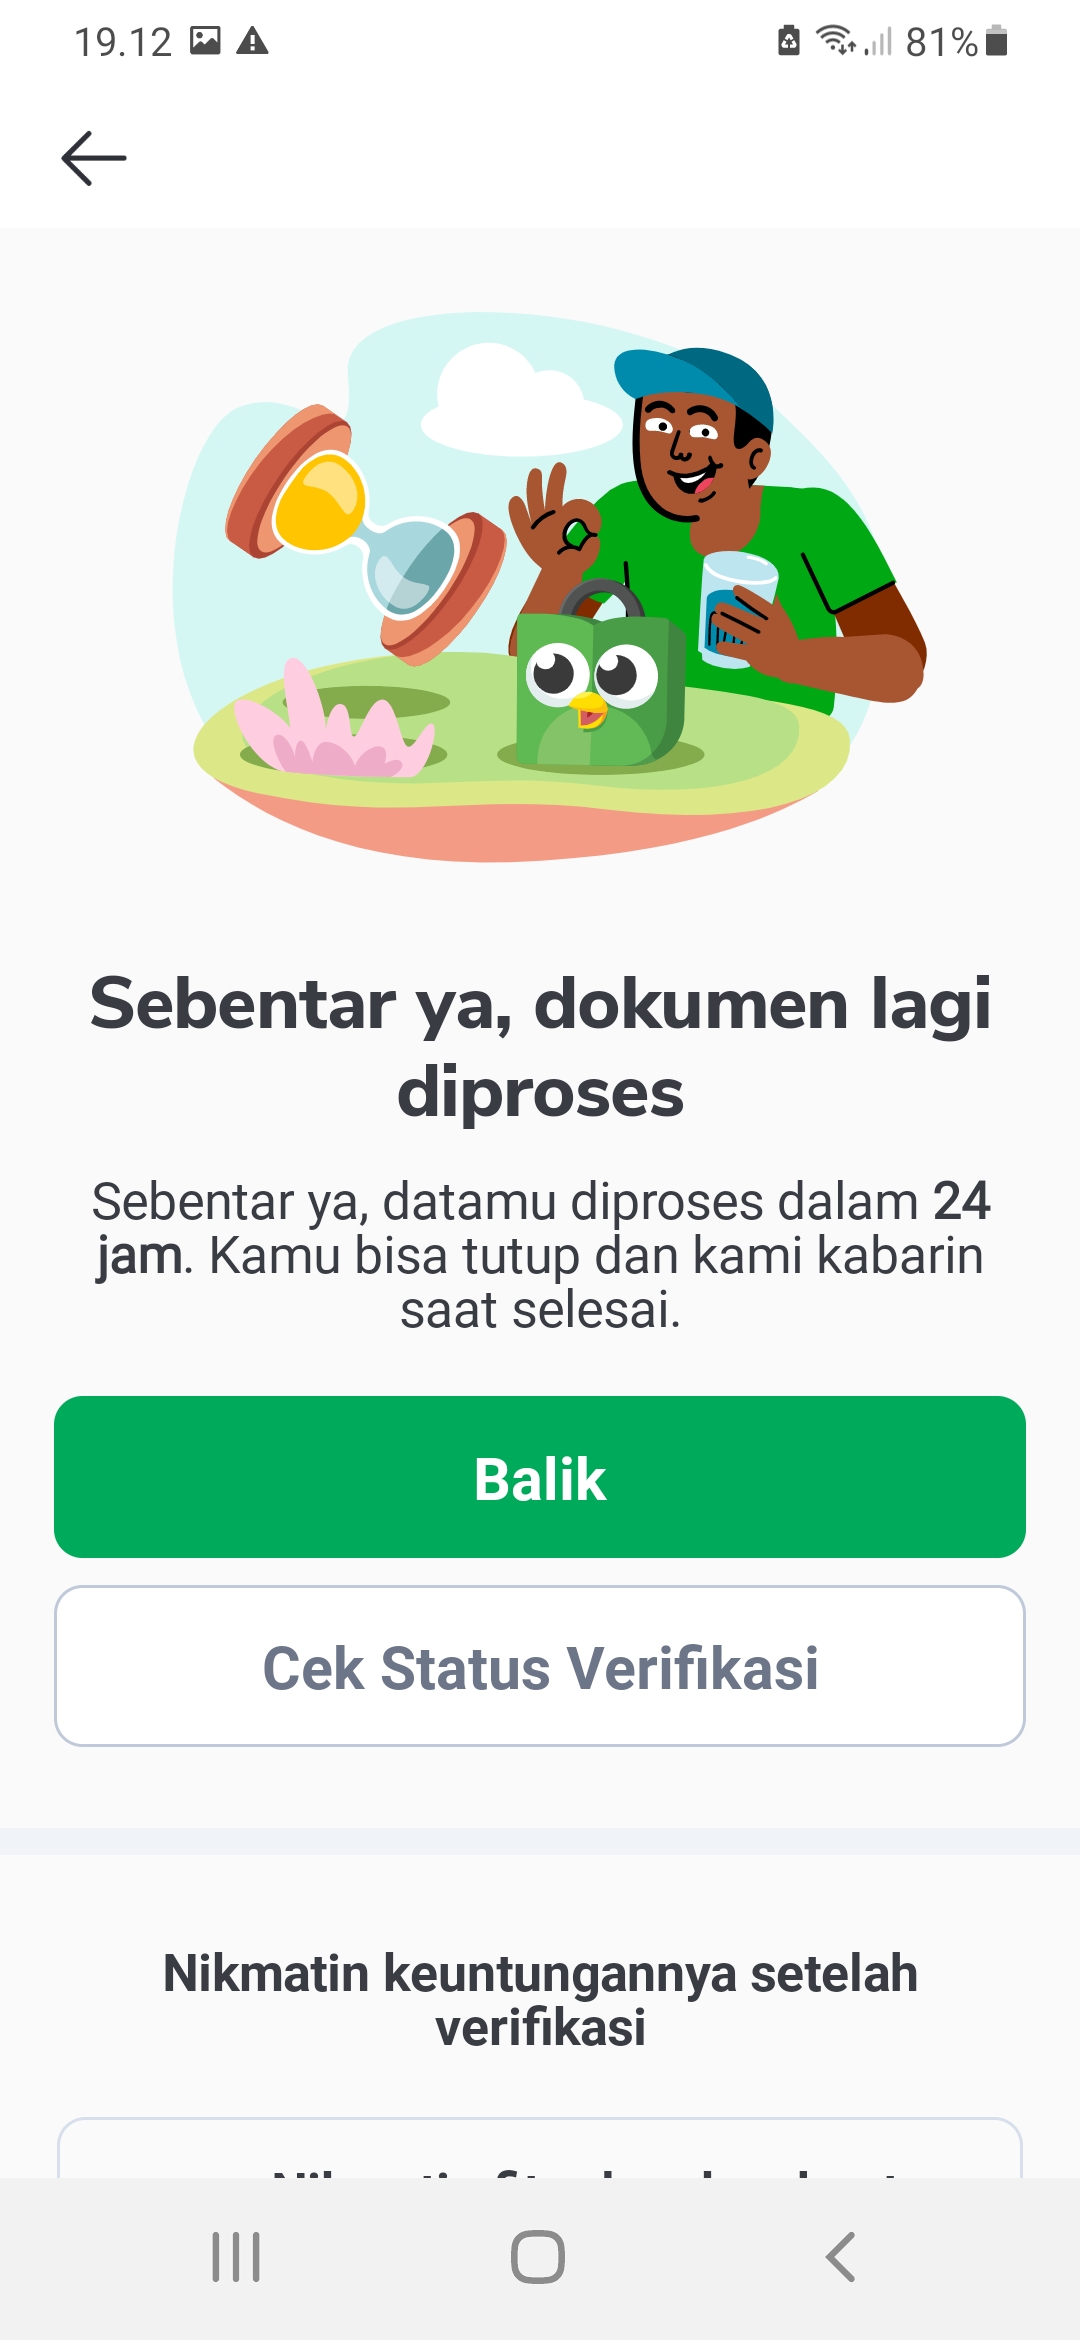 19.12
81%
Sebentar ya, dokumen lagi
diproses
Sebentar ya, datamu diproses dalam 24
jam. Kamu bisa tutup dan kami kabarin
saat selesai.
Balik
Cek Status Verifikasi
Nikmatin keuntungannya setelah
verifikasi